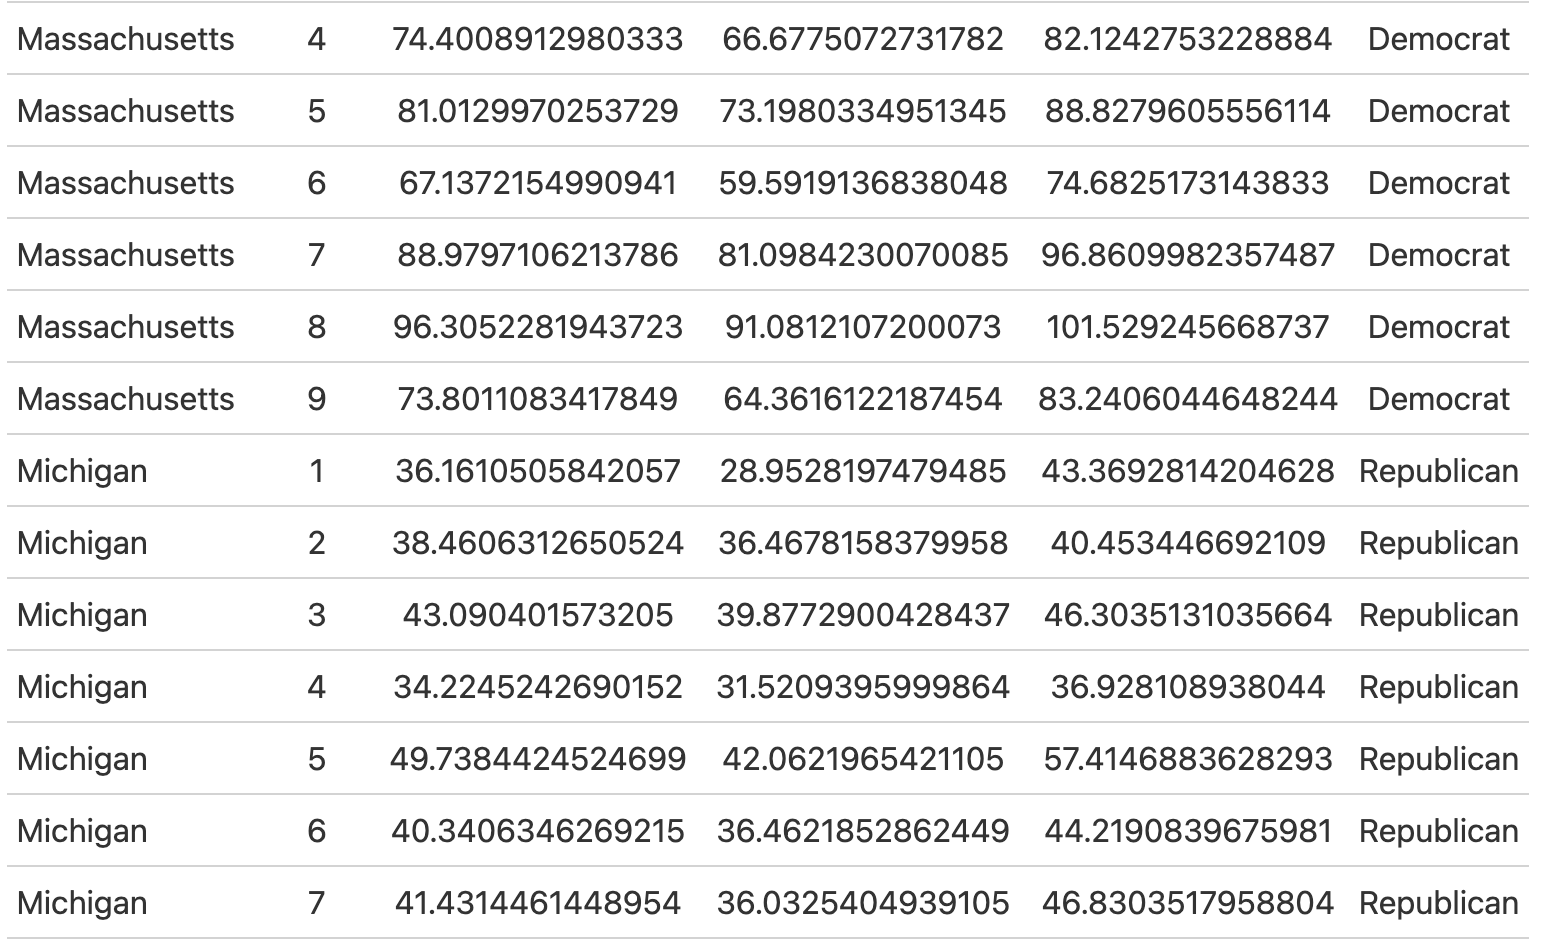 Massachusetts 4 74.4008912980333 66.6775072731782 82.1242753228884 Democrat
Massachusetts 5 81.0129970253729 73.1980334951345 88.8279605556114 Democrat
Massachusetts 6 67.1372154990941 59.5919136838048 74.6825173143833 Democrat
Massachusetts 7 88.9797106213786 81.0984230070085 96.8609982357487 Democrat
Massachusetts 8 96.3052281943723 91.0812107200073 101.529245668737 Democrat
Massachusetts 9 73.8011083417849 64.3616122187454 83.2406044648244 Democrat
Michigan 1 36.1610505842057 28.9528197479485 43.3692814204628 Republican
Michigan 2 38.4606312650524 36.4678158379958 40.453446692109 Republican
Michigan 3 43.090401573205 39.8772900428437 46.3035131035664 Republican
Michigan 4 34.2245242690152 31.5209395999864 36.928108938044 Republican
Michigan 5 49.7384424524699 42.0621965421105 57.4146883628293 Republican
Michigan 6 40.3406346269215 36.4621852862449 44.2190839675981 Republican
Michigan 7 41.4314461448954 36.0325404939105 46.8303517958804 Republican